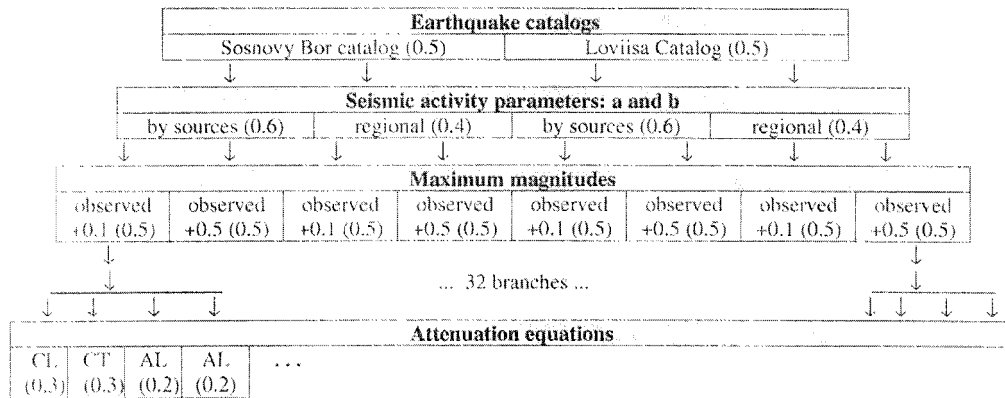 Earthquake catalogs
Sosnovy Bor catalog (0.5) Loviisa Catalog (0.5)
Seismic activity parameters: a and b
by sources (0.6) regional (0.4) by sources (0.6) regional (0.4)
Maximum magnitudes
observed observed observed observed observed observed observed observed
+0.1 (0.5) +0.5 (0.5) +0.1 (0.5) +0.5 (0.5) +0.1 (0.5) +0.5 (0.5) +0.1 (0.5) +0.5 (0.5)
... 32 branches ...
Attenuation equations
CL CT AL AL ...
(0.3) (0.3) (0.2) (0.2)